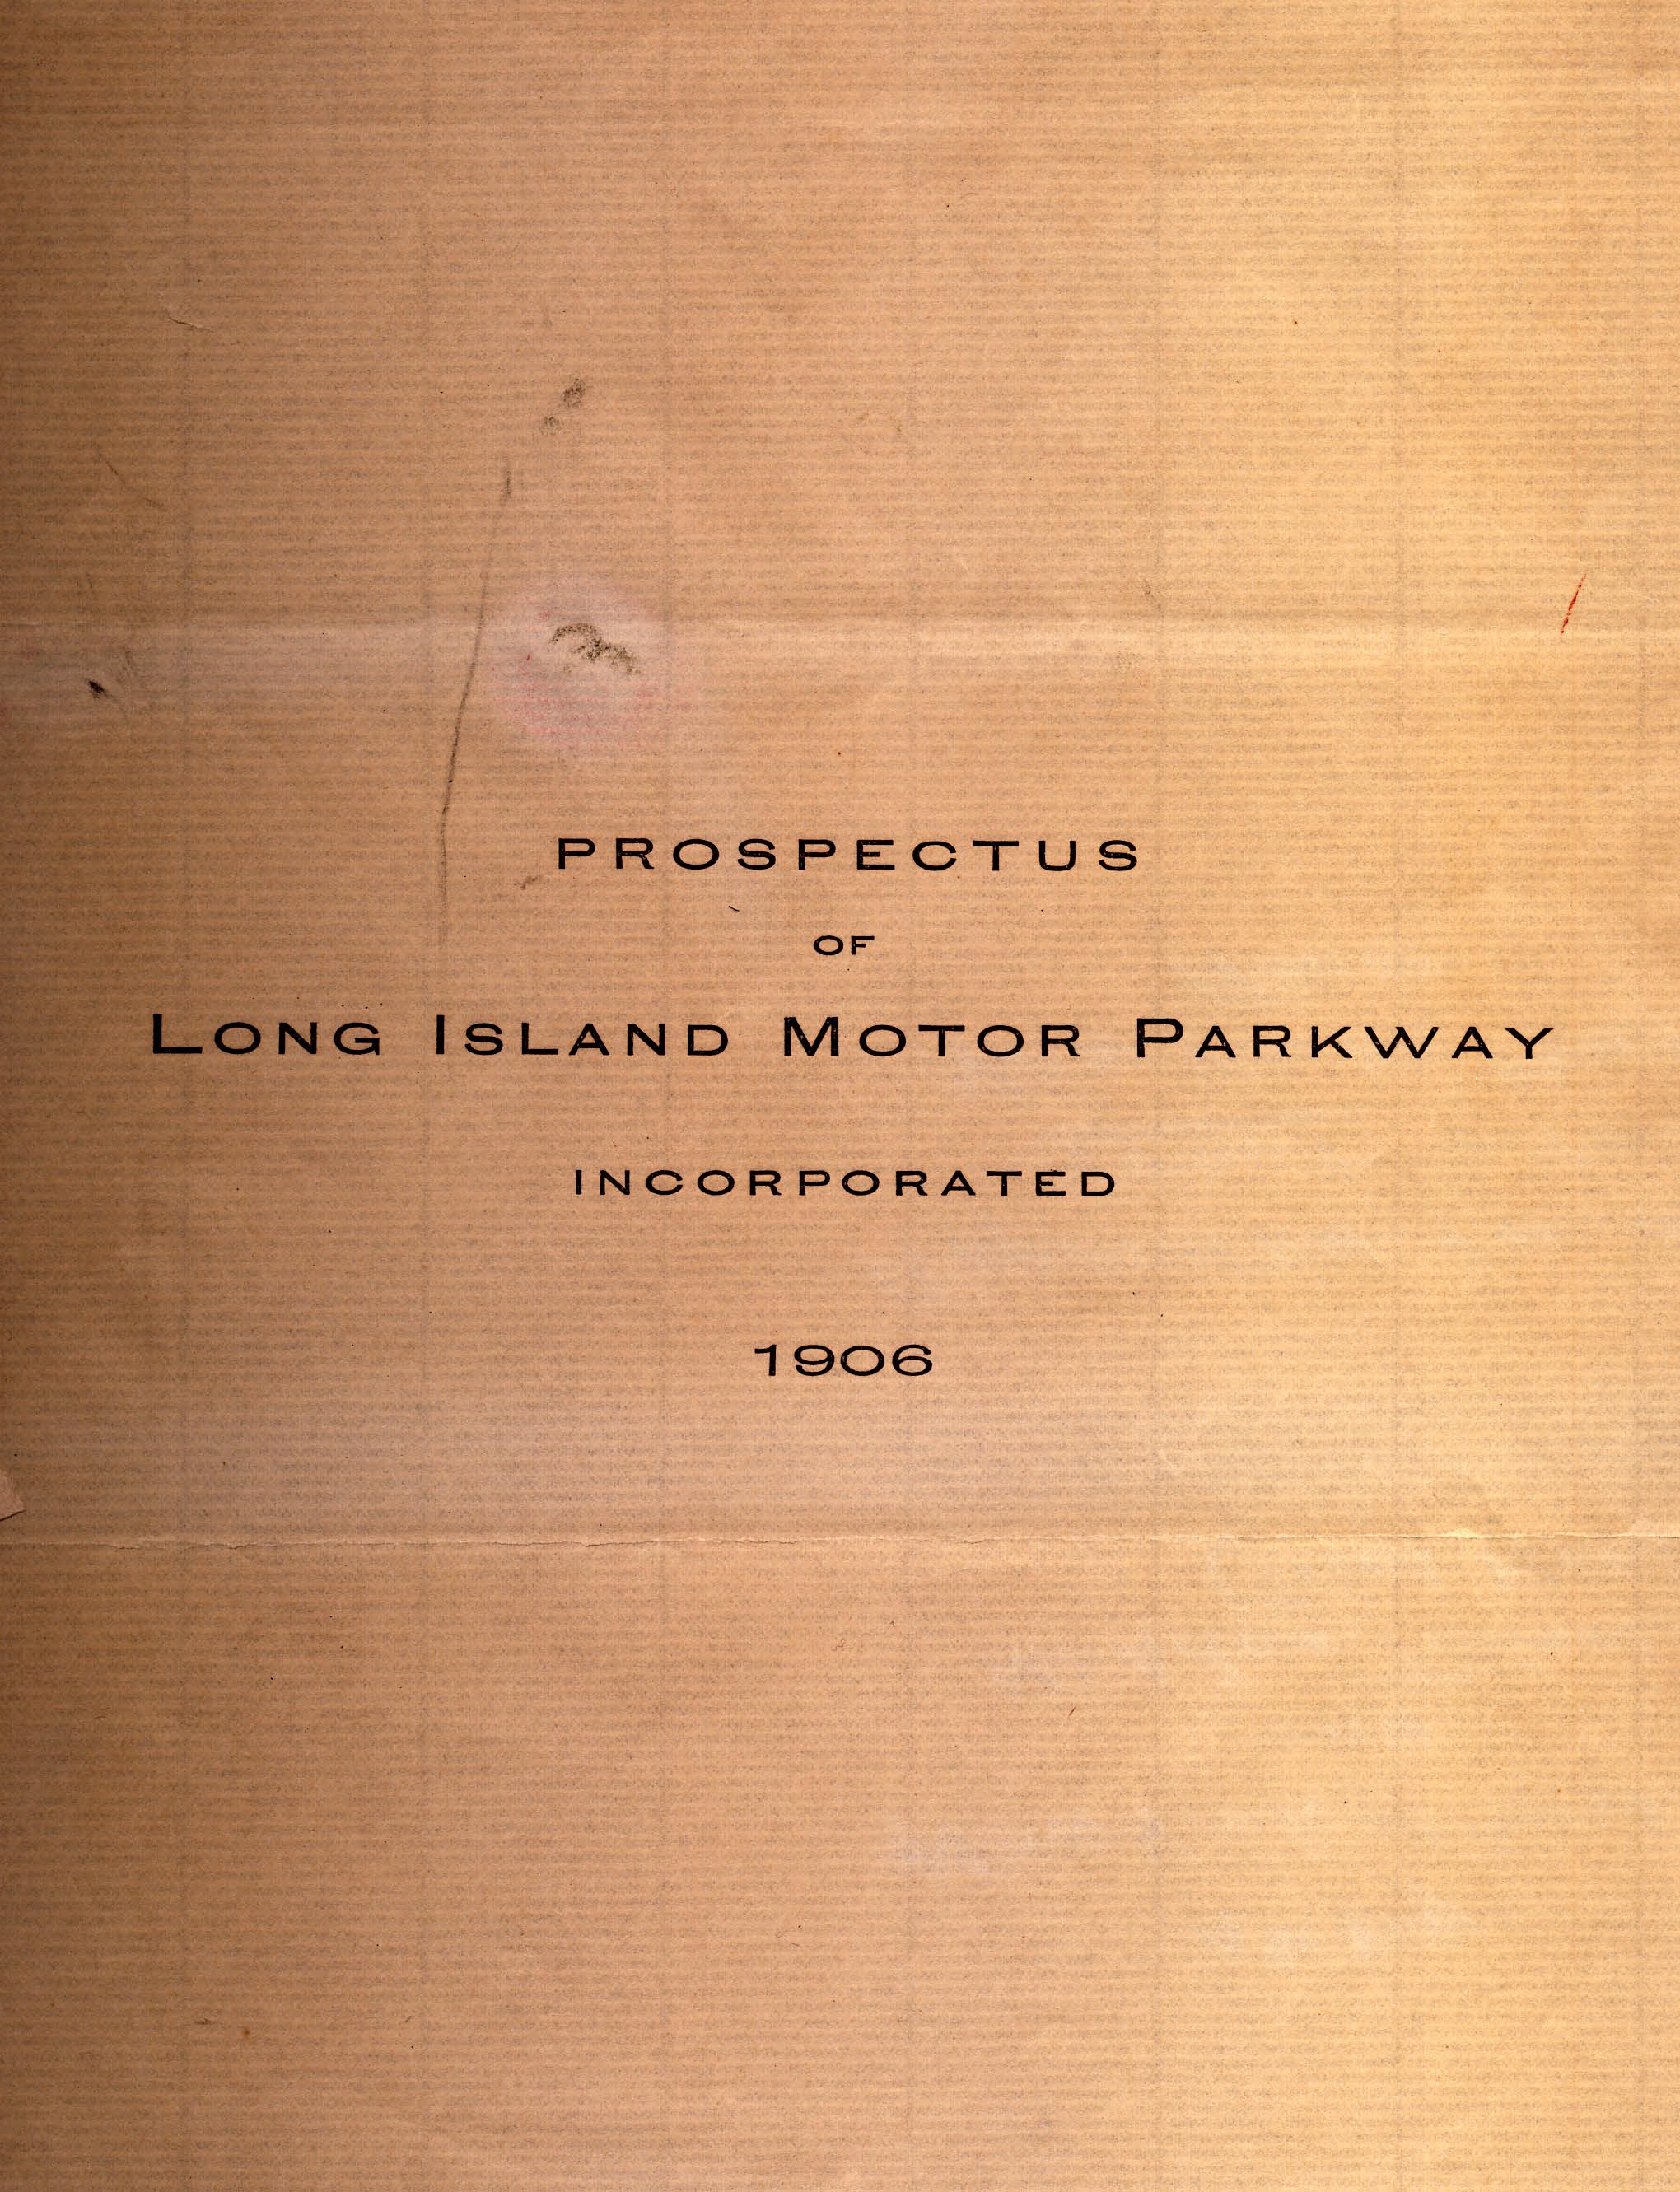 PROSPECTUS
OF
LONG ISLAND MOTOR PARKWAY
INCORPORATED
1906